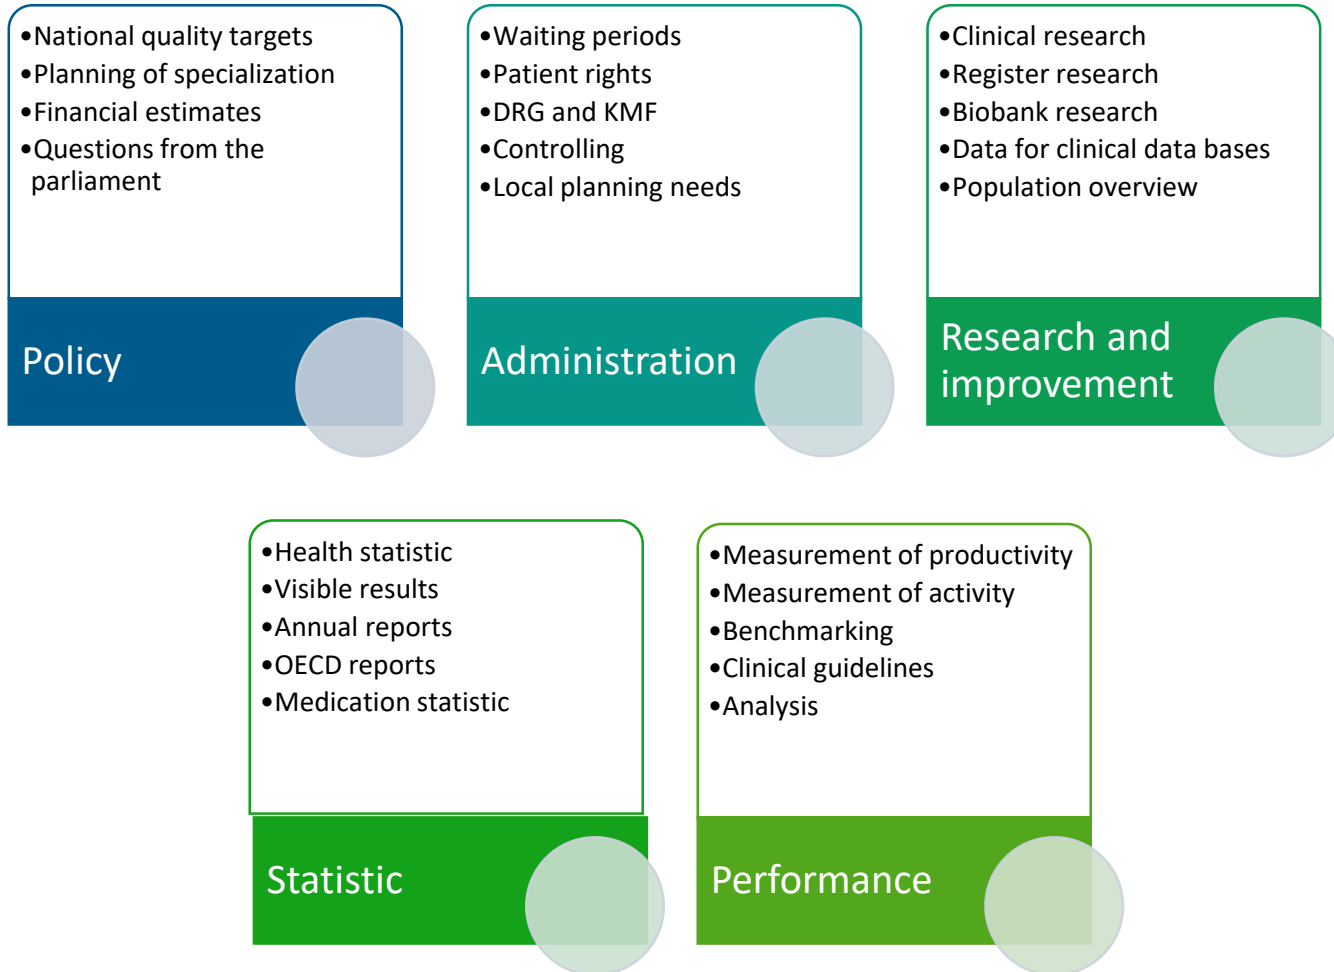 •National quality targets
•Planning of specialization
•Financial estimates
•Questions from the
parliament
Policy
•Waiting periods
•Patient rights
•DRG and KMF
•Controlling
•Local planning needs
Administration
•Clinical research
•Register research
•Biobank research
•Data for clinical data bases
•Population overview
Research and
improvement
•Health statistic
•Visible results
•Annual reports
•OECD reports
•Medication statistic
Statistic
•Measurement of productivity
•Measurement of activity
•Benchmarking
•Clinical guidelines
•Analysis
Performance